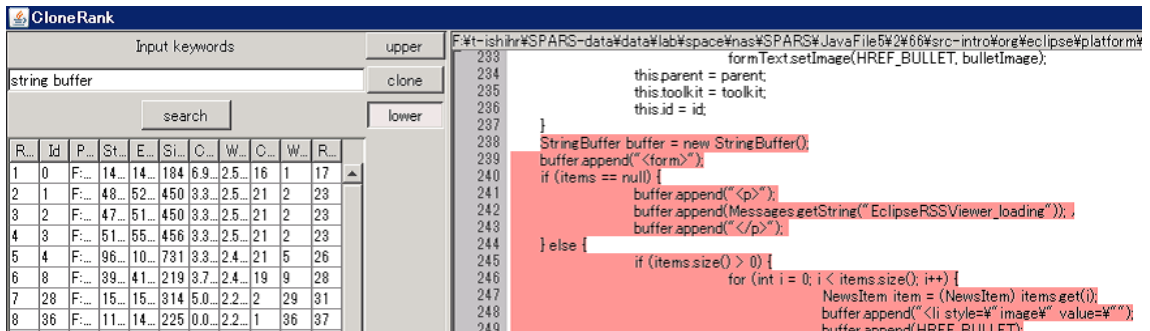 CloneRank
Input keywords
upper
string buffer
clone
search
lower
R... Id P... St... E... Si... C... W... C... W... R...
1 0 F:... 14... 14... 184 6.9... 2.5... 16 1 17
2 1 F:... 48... 52... 450 3.3... 2.5... 21 2 23
3 2 F:... 47... 51... 450 3.3... 2.5... 21 2 23
4 3 F:... 51... 55... 456 3.3... 2.5... 21 2 23
5 4 F:... 96... 10... 731 3.3... 2.4... 21 5 26
6 8 F:... 39... 41... 219 3.7... 2.4... 19 9 28
7 28 F:... 15... 15... 314 5.0... 2.2... 2 29 31
8 36 F:... 11... 14... 225 0.0... 2.2... 1 36 37
F:¥t-ishihr¥SPARS-data¥data¥lab¥space¥nas¥SPARS¥JavaFile5¥2¥66¥src-intro¥org¥eclipse¥platform¥
233 formText.setImage(HREF_BULLET, bulletImage);
234 this.parent = parent;
235 this.toolkit = toolkit;
236 this.id = id;
237 }
238 StringBuffer buffer = new StringBuffer();
239 buffer.append("<form>");
240 if (items == null) {
241 buffer.append("<p>");
242 buffer.append(Messages.getString("EclipseRSSViewer_loading"));
243 buffer.append("</p>");
244 } else {
245 if (items.size() > 0) {
246 for (int i = 0; i < items.size(); i++) {
247 NewsItem item = (NewsItem) items.get(i);
248 buffer.append("<li style=¥"image¥" value=¥"");
249 buffer.append(HREF_BULLET);